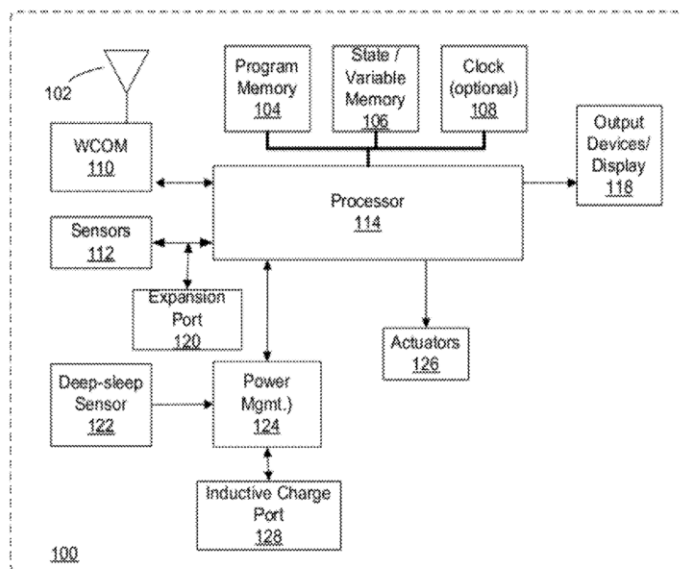 102
Program
Memory
104
State /
Variable
Memory
106
Clock
(optional)
108
WCOM
110
Output
Devices/
Display
118
Processor
114
Sensors
112
Expansion
Port
120
Actuators
126
Deep-sleep
Sensor
122
Power
Mgmt.)
124
Inductive Charge
Port
128
100